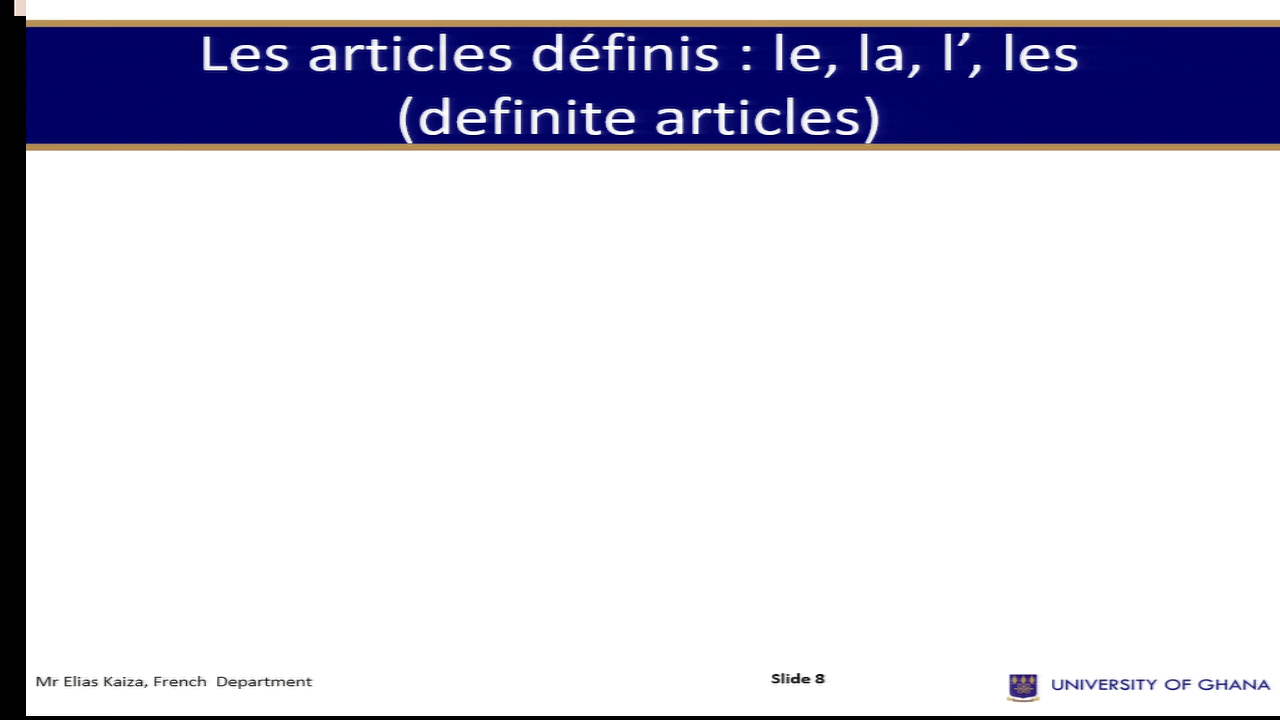 Les articles définis : le, la, l’, les
(definite articles)
Mr Elias Kaiza, French Department
Slide 8
UNIVERSITY OF GHANA